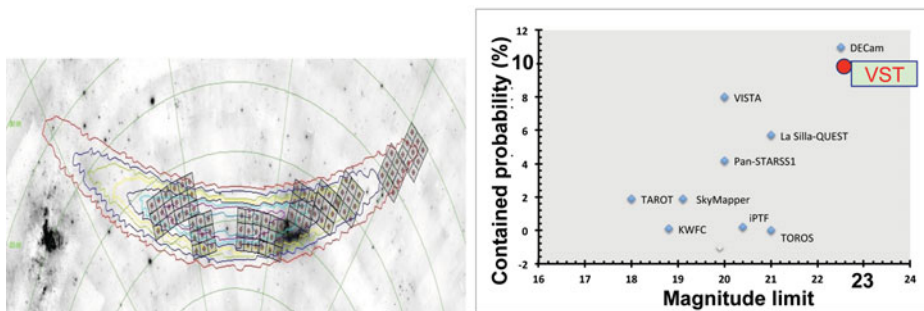 Contained probability (%)
12
10
8
6
4
2
0
-2
DECam
VST
VISTA
La Silla-QUEST
Pan-STARSS1
TAROT
SkyMapper
KWFC
iPTF
TOROS
16
17
18
19
20
21
22
23
24
Magnitude limit